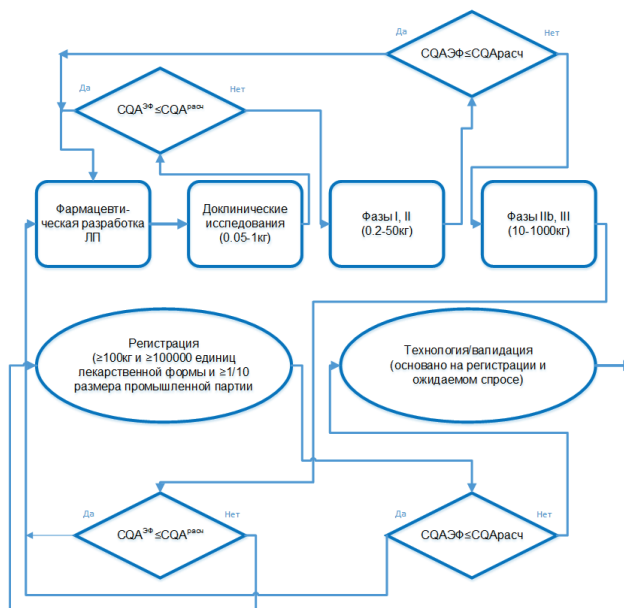 Да
Нет
CQAЭФ≤CQAрасч
Да
Нет
CQAЭФ≤CQAрасч
Фармацевти-
ческая разработка
ЛП
Доклинические
исследования
(0.05-1кг)
Фазы I, II
(0.2-50кг)
Фазы IIb, III
(10-1000кг)
Регистрация
(≥100кг и ≥100000 единиц
лекарственной формы и ≥1/10
размера промышленной партии
Технология/валидация
(основано на регистрации и
ожидаемом спросе)
Да
Нет
CQAЭФ≤CQAрасч
Да
Нет
CQAЭФ≤CQAрасч